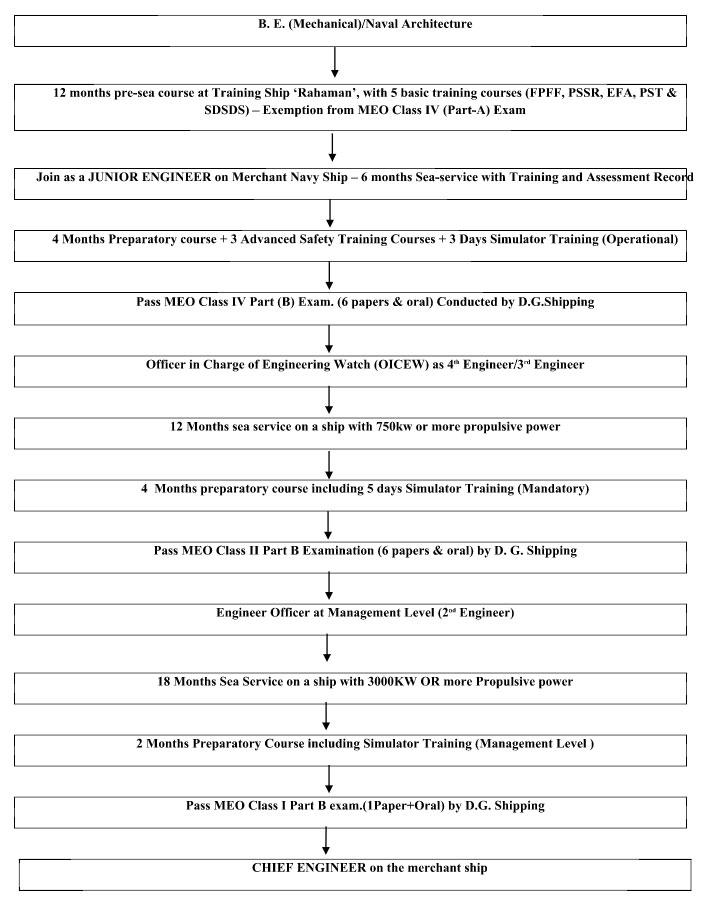 B. E. (Mechanical)/Naval Architecture
12 months pre-sea course at Training Ship ‘Rahaman’, with 5 basic training courses (FPFF, PSSR, EFA, PST &
SDSDS) – Exemption from MEO Class IV (Part-A) Exam
Join as a JUNIOR ENGINEER on Merchant Navy Ship – 6 months Sea-service with Training and Assessment Record
4 Months Preparatory course + 3 Advanced Safety Training Courses + 3 Days Simulator Training (Operational)
Pass MEO Class IV Part (B) Exam. (6 papers & oral) Conducted by D.G.Shipping
Officer in Charge of Engineering Watch (OICEW) as 4th Engineer/3rd Engineer
12 Months sea service on a ship with 750kw or more propulsive power
4 Months preparatory course including 5 days Simulator Training (Mandatory)
Pass MEO Class II Part B Examination (6 papers & oral) by D. G. Shipping
Engineer Officer at Management Level (2nd Engineer)
18 Months Sea Service on a ship with 3000KW OR more Propulsive power
2 Months Preparatory Course including Simulator Training (Management Level )
Pass MEO Class I Part B exam.(1Paper+Oral) by D.G. Shipping
CHIEF ENGINEER on the merchant ship